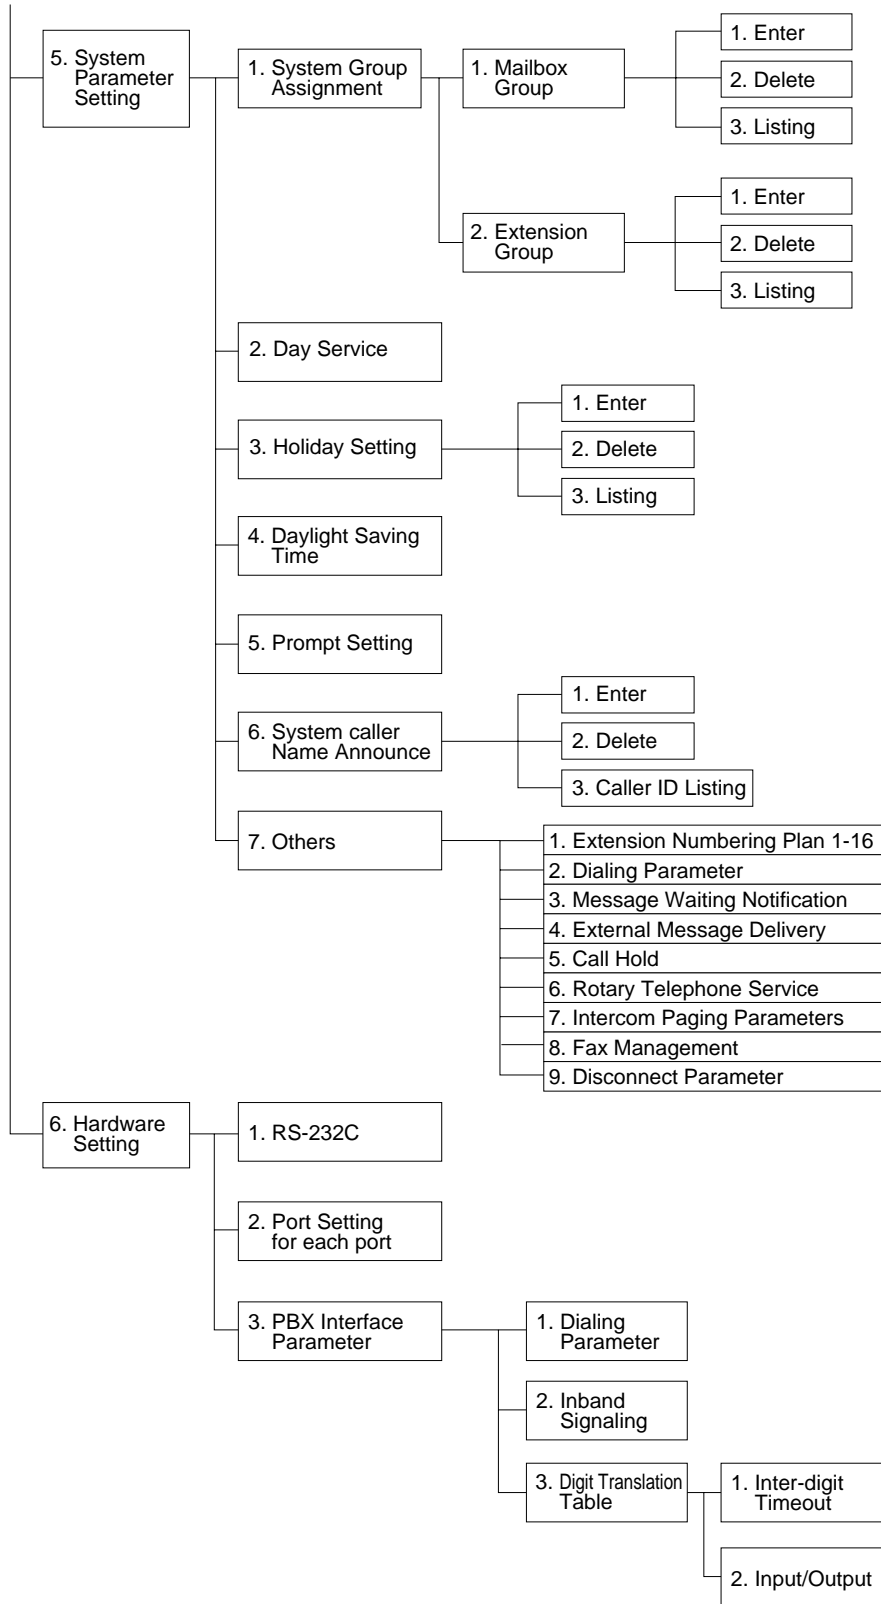 5. System
Parameter
Setting
1. System Group
Assignment
1. Mailbox
Group
1. Enter
2. Delete
3. Listing
2. Extension
Group
1. Enter
2. Delete
3. Listing
2. Day Service
3. Holiday Setting
1. Enter
2. Delete
3. Listing
4. Daylight Saving
Time
5. Prompt Setting
6. System caller
Name Announce
1. Enter
2. Delete
3. Caller ID Listing
7. Others
1. Extension Numbering Plan 1-16
2. Dialing Parameter
3. Message Waiting Notification
4. External Message Delivery
5. Call Hold
6. Rotary Telephone Service
7. Intercom Paging Parameters
8. Fax Management
9. Disconnect Parameter
6. Hardware
Setting
1. RS-232C
2. Port Setting
for each port
3. PBX Interface
Parameter
1. Dialing
Parameter
2. Inband
Signaling
3. Digit Translation
Table
1. Inter-digit
Timeout
2. Input/Output